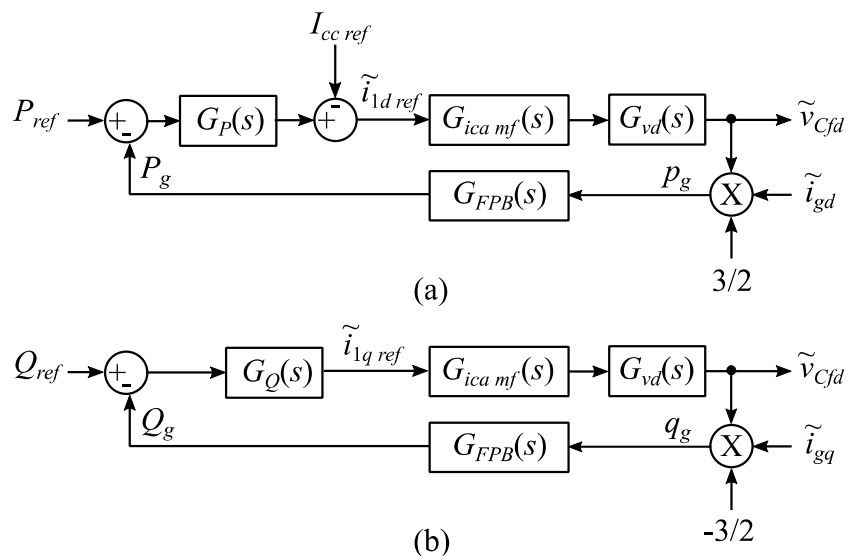 I_cc ref
P_ref + - G_P(s) + - ĩ_1d ref G_ica mf(s) G_vd(s) ṽ_Cfd
P_g G_FPB(s) p_g X ĩ_gd
3/2
(a)
Q_ref + - G_Q(s) ĩ_1q ref G_ica mf(s) G_vd(s) ṽ_Cfd
Q_g G_FPB(s) q_g X ĩ_gq
-3/2
(b)